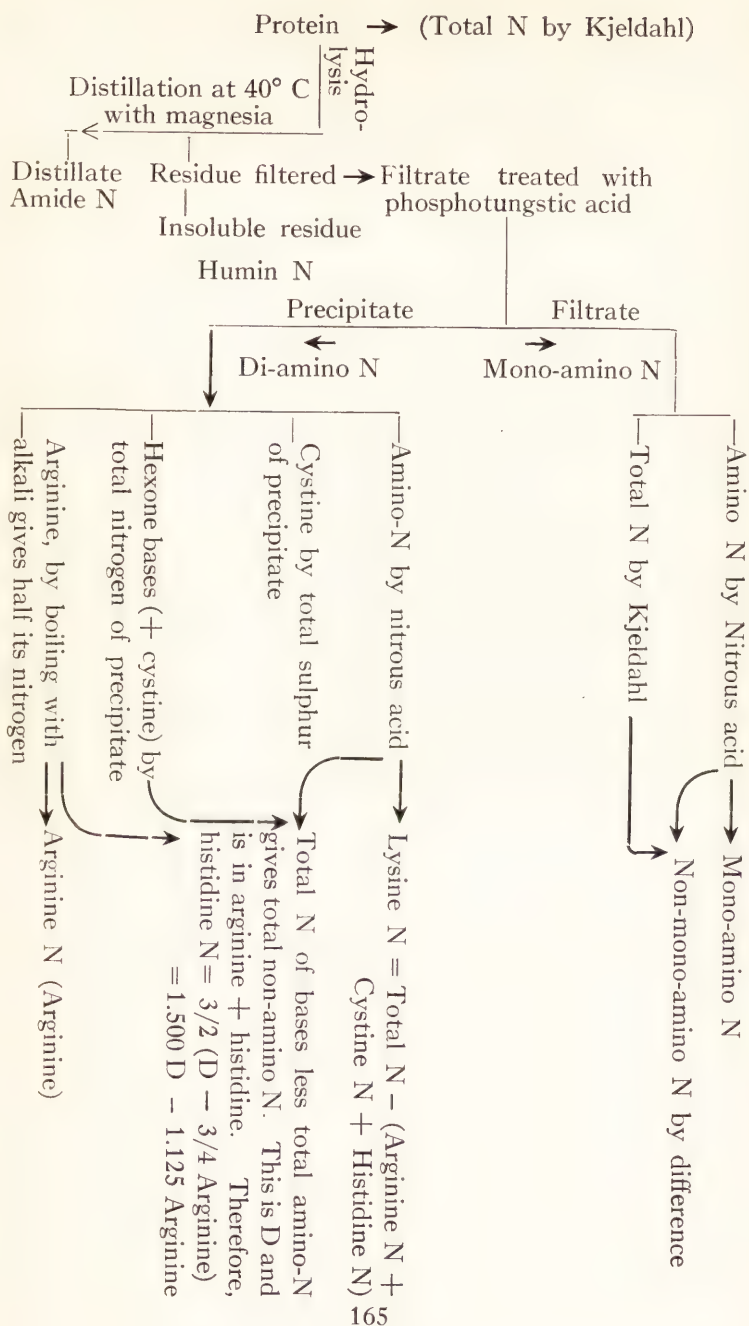 Protein → (Total N by Kjeldahl)
Hydro-
lysis
Distillation at 40° C
with magnesia
Distillate
Amide N
Residue filtered → Filtrate treated with
phosphotungstic acid
Insoluble residue
Humin N
Precipitate
Filtrate
Di-amino N
Mono-amino N
Amino N by Nitrous acid
Mono-amino N
Total N by Kjeldahl
Non-mono-amino N by difference
Amino-N by nitrous acid
Lysine N = Total N — (Arginine N +
Cystine N + Histidine N)
Cystine by total sulphur
of precipitate
Total N of bases less total amino-N
gives total non-amino N. This is D and
is in arginine + histidine. Therefore,
histidine N = 3/2 (D — 3/4 Arginine)
= 1.500 D — 1.125 Arginine
Hexone bases (+ cystine) by
total nitrogen of precipitate
Arginine, by boiling with
alkali gives half its nitrogen
Arginine N (Arginine)
165